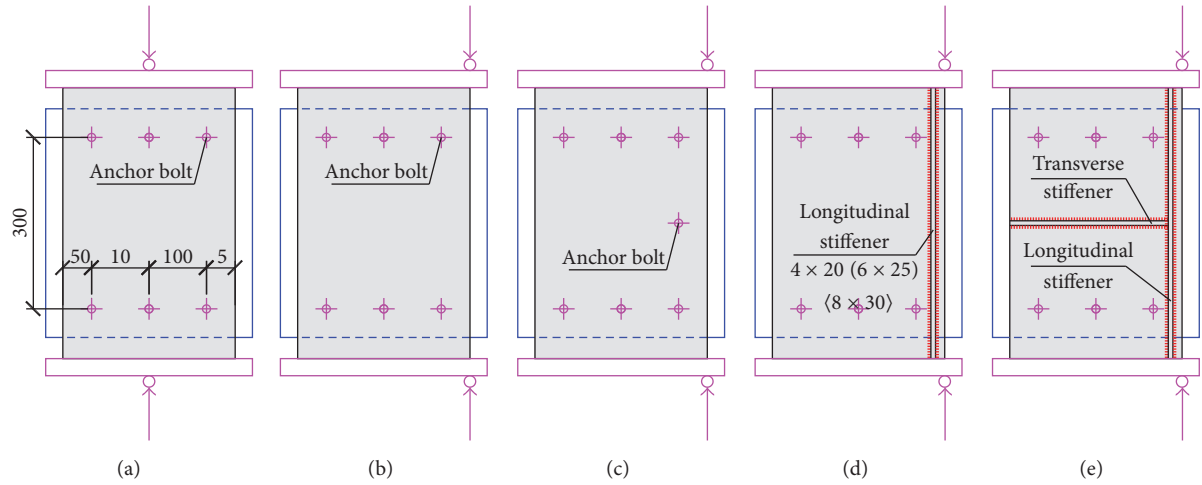 Anchor bolt
300
50
10
100
5
(a)
Anchor bolt
(b)
Anchor bolt
(c)
Longitudinal
stiffener
4 × 20 (6 × 25)
⟨8 × 30⟩
(d)
Transverse
stiffener
Longitudinal
stiffener
(e)